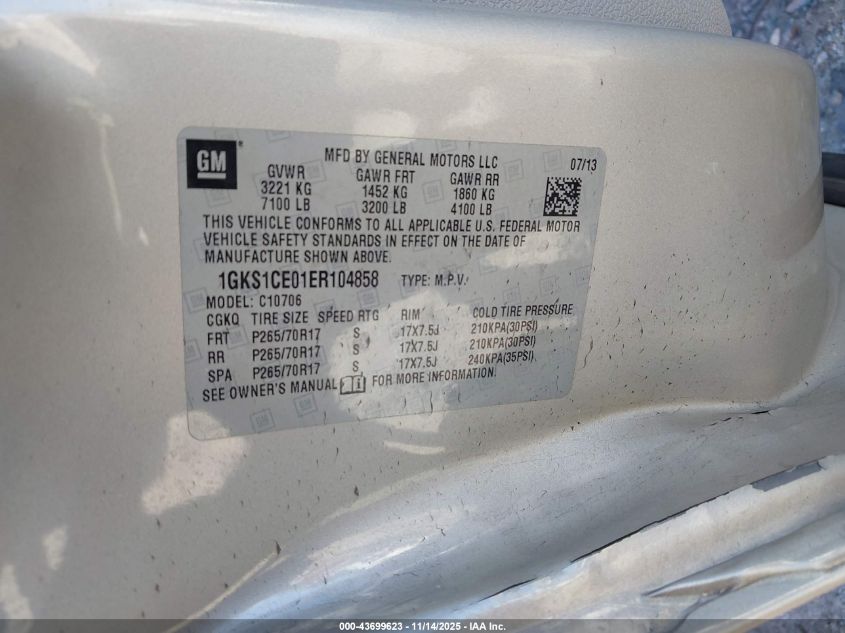 GM ®
MFD BY GENERAL MOTORS LLC 07/13
GVWR GAWR FRT GAWR RR
3221 KG 1452 KG 1860 KG
7100 LB 3200 LB 4100 LB
THIS VEHICLE CONFORMS TO ALL APPLICABLE U.S. FEDERAL MOTOR
VEHICLE SAFETY STANDARDS IN EFFECT ON THE DATE OF
MANUFACTURE SHOWN ABOVE.
1GKS1CE01ER104858 TYPE: M.P.V.
MODEL: C10706
CGKQ TIRE SIZE SPEED RTG RIM COLD TIRE PRESSURE
FRT P265/70R17 S 17X7.5J 210KPA(30PSI)
RR P265/70R17 S 17X7.5J 210KPA(30PSI)
SPA P265/70R17 S 17X7.5J 240KPA(35PSI)
SEE OWNER'S MANUAL i FOR MORE INFORMATION.
000-43699623 - 11/14/2025 - IAA Inc.